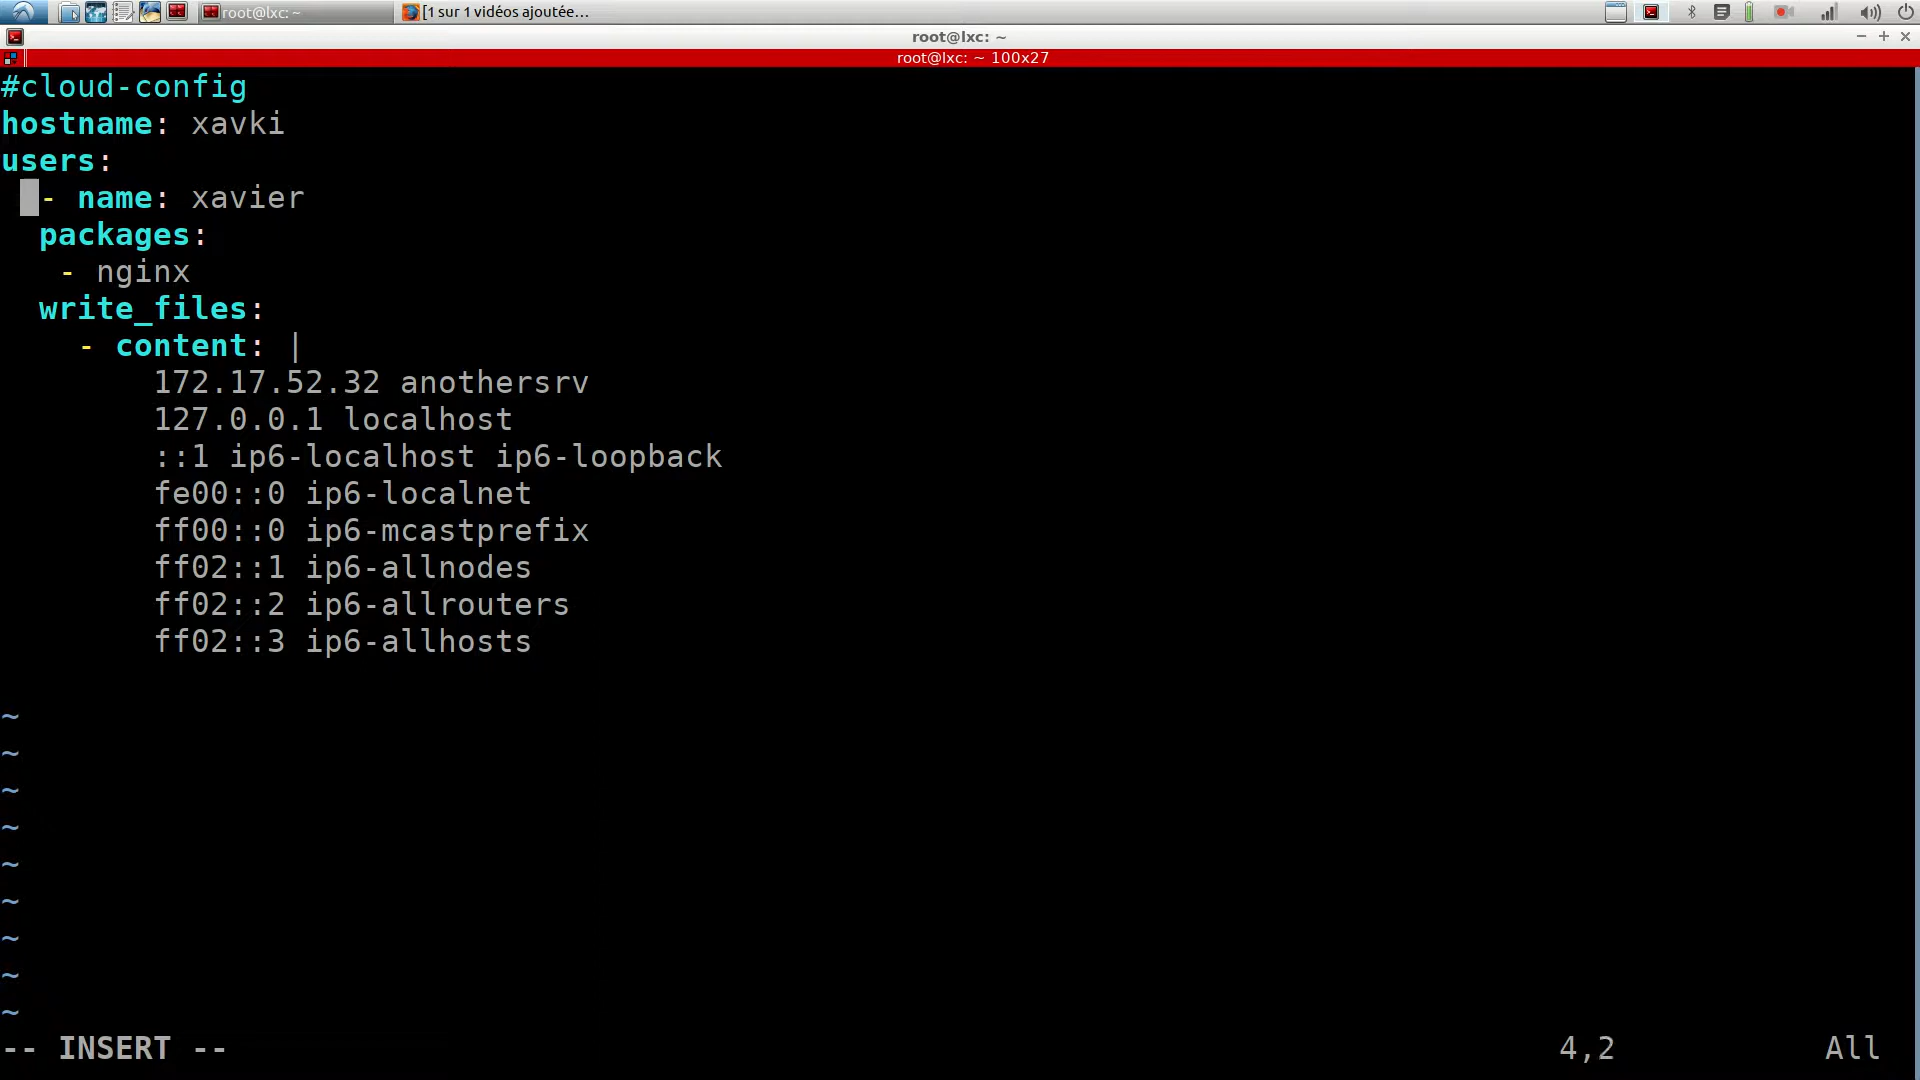 root@lxc: ~
[1 sur 1 vidéos ajoutée...
root@lxc: ~
root@lxc: ~ 100x27
#cloud-config
hostname: xavki
users:
  - name: xavier
  packages:
   - nginx
  write_files:
    - content: |
        172.17.52.32 anothersrv
        127.0.0.1 localhost
        ::1 ip6-localhost ip6-loopback
        fe00::0 ip6-localnet
        ff00::0 ip6-mcastprefix
        ff02::1 ip6-allnodes
        ff02::2 ip6-allrouters
        ff02::3 ip6-allhosts
~
~
~
~
~
~
~
~
~
-- INSERT -- 4,2 All